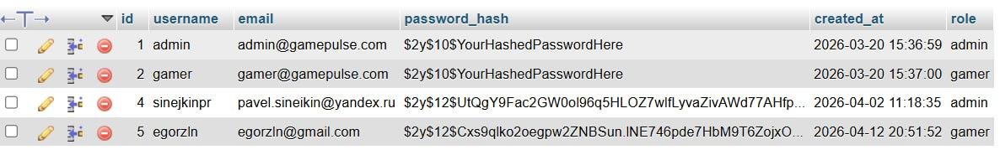 id username email password_hash created_at role
1 admin admin@gamepulse.com $2y$10$YourHashedPasswordHere 2026-03-20 15:36:59 admin
2 gamer gamer@gamepulse.com $2y$10$YourHashedPasswordHere 2026-03-20 15:37:00 gamer
4 sinejkinpr pavel.sineikin@yandex.ru $2y$12$UtQgY9Fac2GW0ol96q5HLOZ7wlfLyvaZivAWd77AHfp... 2026-04-02 11:18:35 admin
5 egorzln egorzln@gmail.com $2y$12$Cxs9qlko2oegpw2ZNBSun.lNE746pde7HbM9T6ZojxO... 2026-04-12 20:51:52 gamer